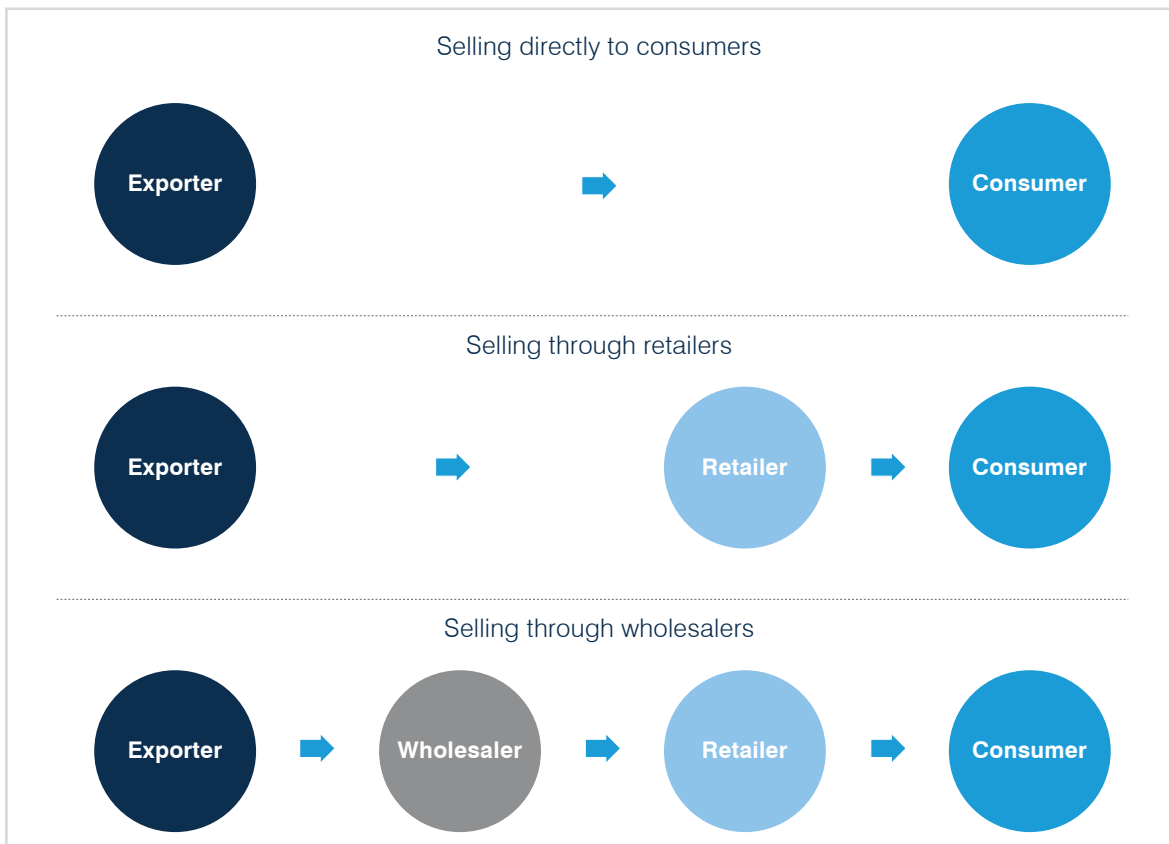 Selling directly to consumers
Exporter
Consumer
Selling through retailers
Exporter
Retailer
Consumer
Selling through wholesalers
Exporter
Wholesaler
Retailer
Consumer